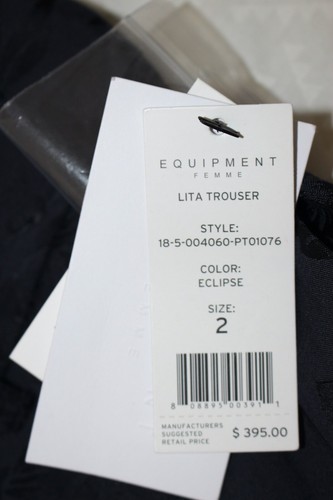 EQUIPMENT
FEMME
LITA TROUSER
STYLE:
18-5-004060-PT01076
COLOR:
ECLIPSE
SIZE:
2
8 08895 00391 1
MANUFACTURERS
SUGGESTED
RETAIL PRICE
$ 395.00